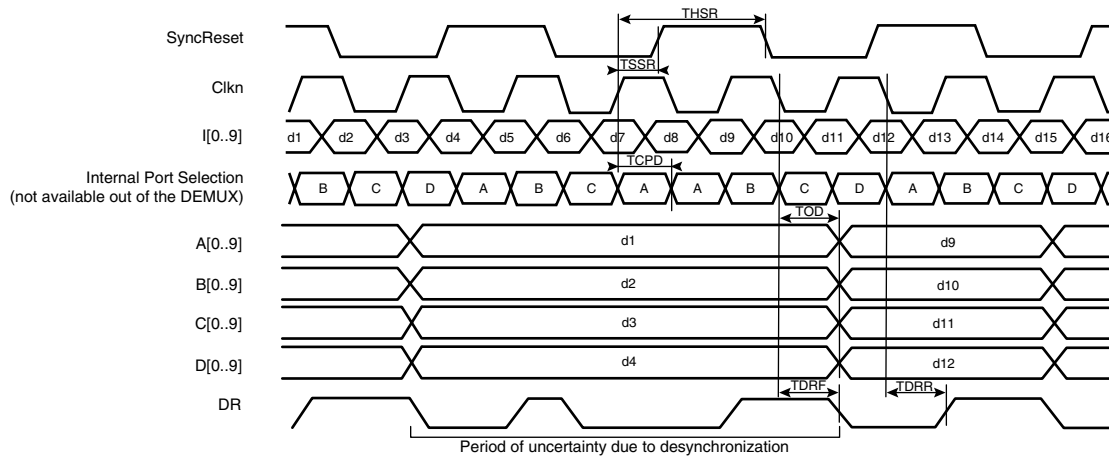 THSR
SyncReset
TSSR
Clkn
I[0..9] d1 d2 d3 d4 d5 d6 d7 d8 d9 d10 d11 d12 d13 d14 d15 d16
TCPD
Internal Port Selection
(not available out of the DEMUX)
B C D A B C A A B C D A B C D
TOD
A[0..9] d1 d9
B[0..9] d2 d10
C[0..9] d3 d11
D[0..9] d4 d12
TDRF TDRR
DR
Period of uncertainty due to desynchronization